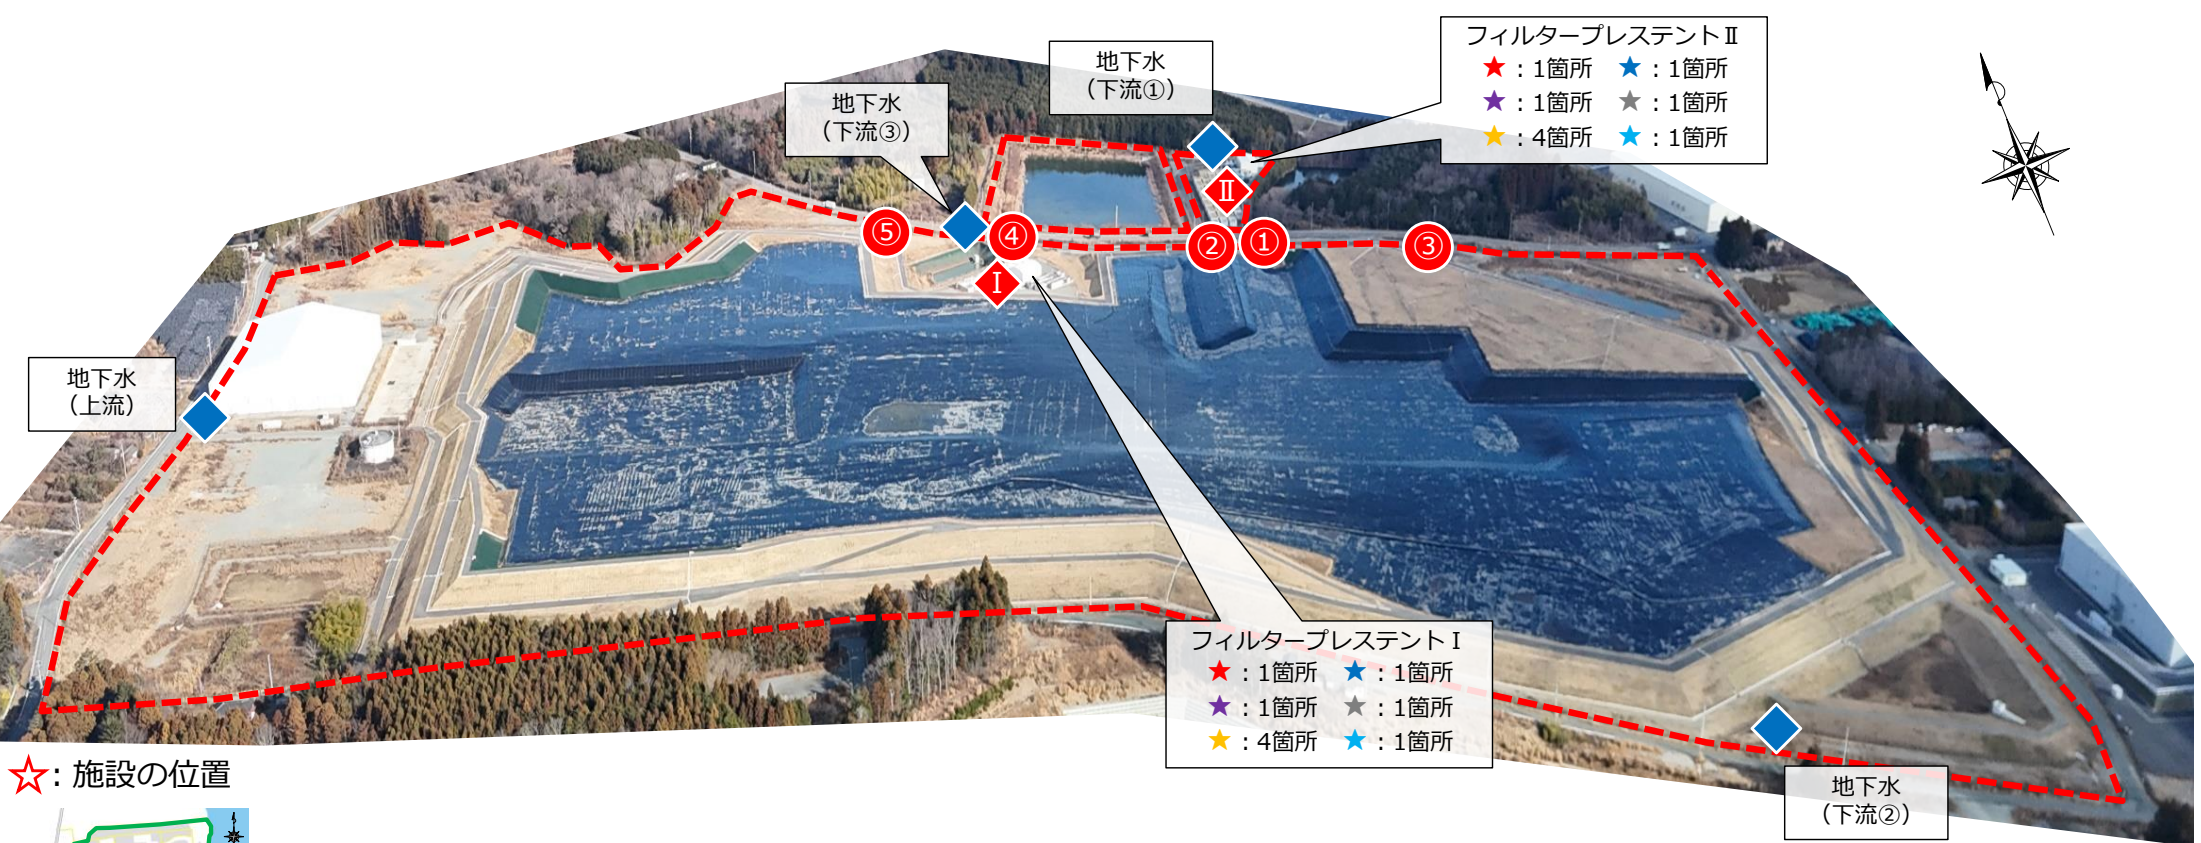 フィルタープレステントⅡ
★：1箇所 ★：1箇所
★：1箇所 ★：1箇所
★：4箇所 ★：1箇所
地下水
（下流①）
地下水
（下流③）
Ⅱ
⑤
④
②
①
③
Ⅰ
地下水
（上流）
フィルタープレステントⅠ
★：1箇所 ★：1箇所
★：1箇所 ★：1箇所
★：4箇所 ★：1箇所
☆：施設の位置
地下水
（下流②）